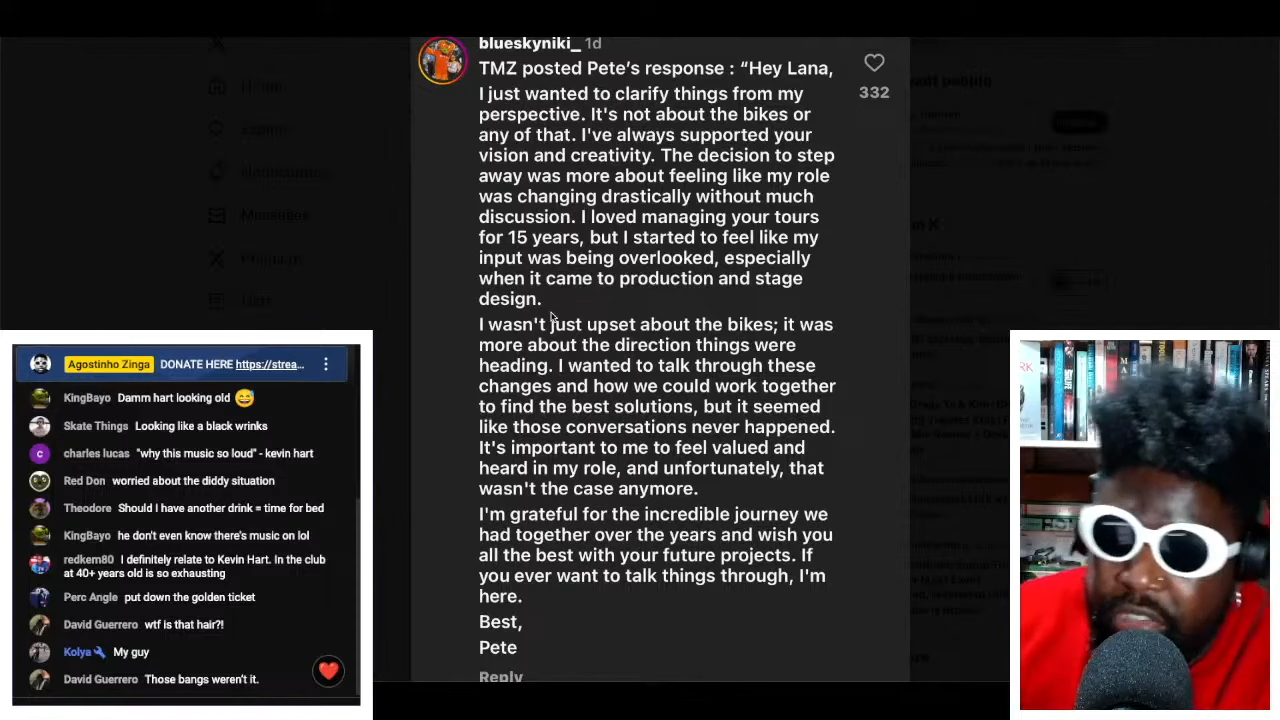 blueskyniki_ 1d
TMZ posted Pete's response : “Hey Lana,
332
I just wanted to clarify things from my
perspective. It's not about the bikes or
any of that. I've always supported your
vision and creativity. The decision to step
away was more about feeling like my role
was changing drastically without much
discussion. I loved managing your tours
for 15 years, but I started to feel like my
input was being overlooked, especially
when it came to production and stage
design.
I wasn't just upset about the bikes; it was
more about the direction things were
heading. I wanted to talk through these
changes and how we could work together
to find the best solutions, but it seemed
like those conversations never happened.
It's important to me to feel valued and
heard in my role, and unfortunately, that
wasn't the case anymore.
I'm grateful for the incredible journey we
had together over the years and wish you
all the best with your future projects. If
you ever want to talk things through, I'm
here.
Best,
Pete
Reply
Agostinho Zinga DONATE HERE https://strea...
KingBayo Damm hart looking old
Skate Things Looking like a black wrinks
c charles lucas "why this music so loud" - kevin hart
Red Don worried about the diddy situation
Theodore Should I have another drink = time for bed
KingBayo he don't even know there's music on lol
redkem80 I definitely relate to Kevin Hart. In the club
at 40+ years old is so exhausting
Perc Angle put down the golden ticket
David Guerrero wtf is that hair?!
Kolya My guy
David Guerrero Those bangs weren't it.